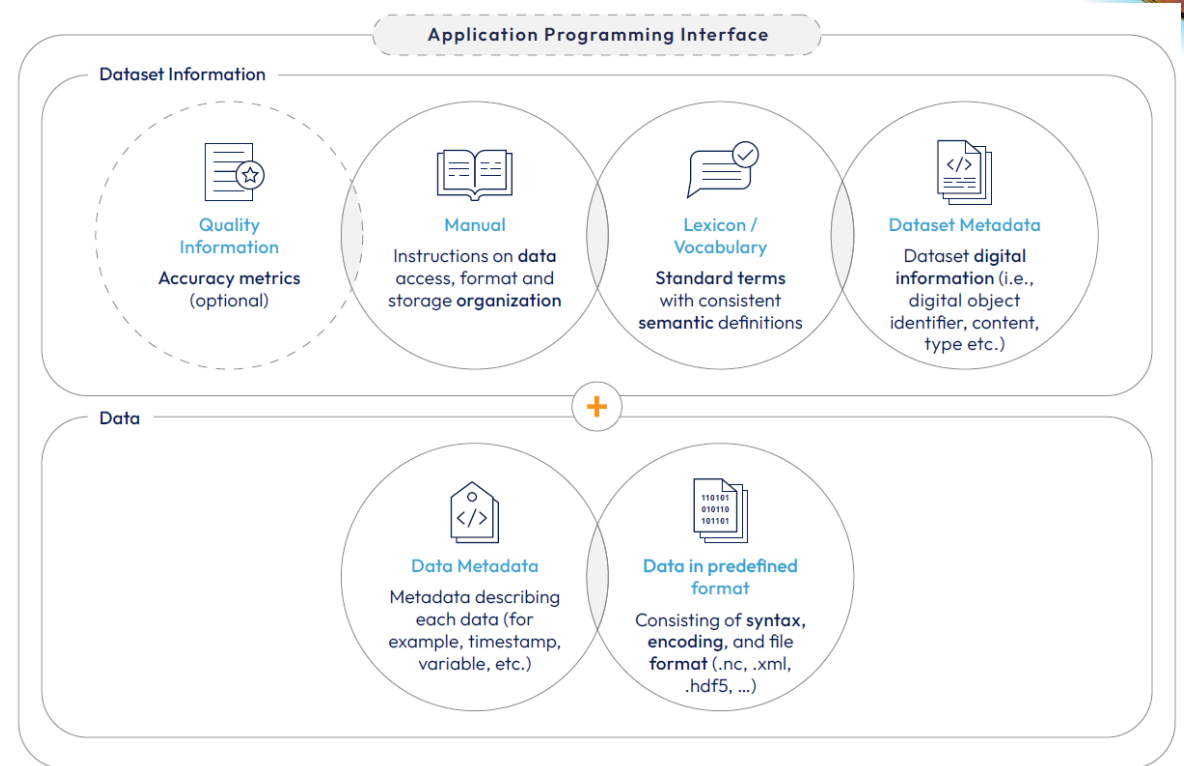 Application Programming Interface
Dataset Information
Quality
Information
Accuracy metrics
(optional)
Manual
Instructions on data
access, format and
storage organization
Lexicon /
Vocabulary
Standard terms
with consistent
semantic definitions
</>
Dataset Metadata
Dataset digital
information (i.e.,
digital object
identifier, content,
type etc.)
+
Data
</>
Data Metadata
Metadata describing
each data (for
example, timestamp,
variable, etc.)
110101
010110
101101
Data in predefined
format
Consisting of syntax,
encoding, and file
format (.nc, .xml,
.hdf5, ...)